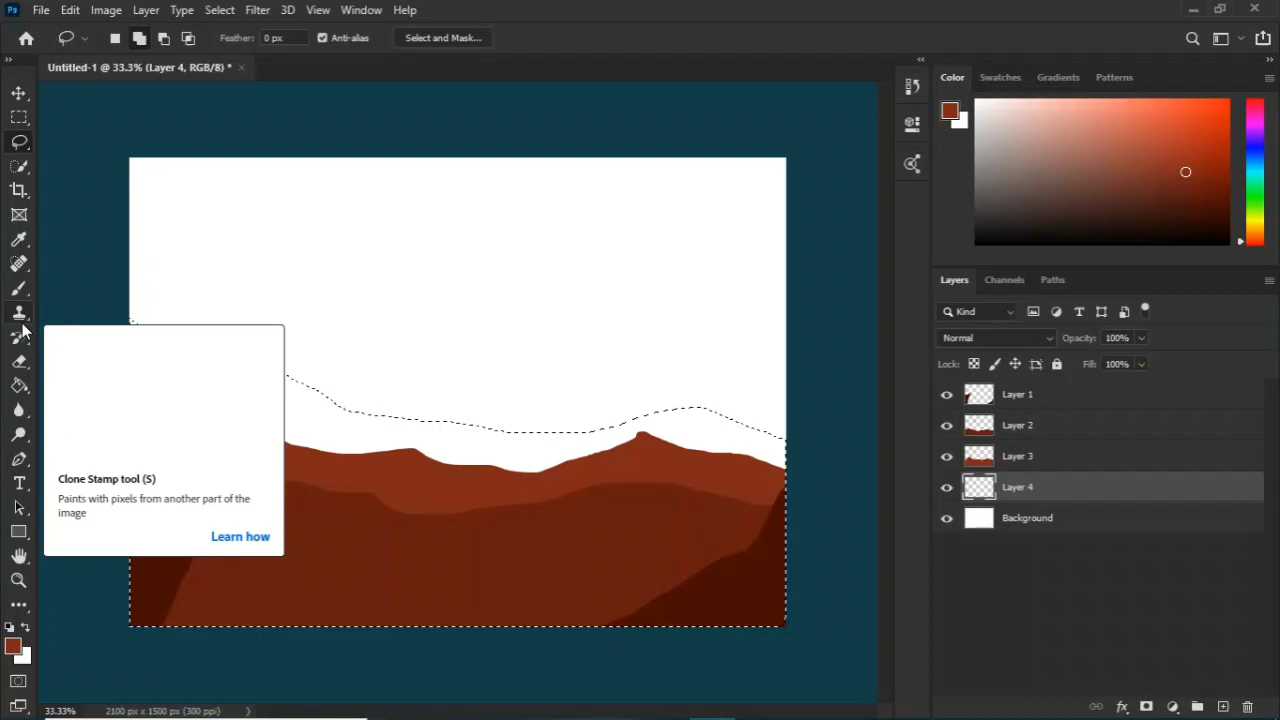 Ps File Edit Image Layer Type Select Filter 3D View Window Help
Feather: 0 px Anti-alias Select and Mask...
Untitled-1 @ 33.3% (Layer 4, RGB/8) * ×
Color Swatches Gradients Patterns
Layers Channels Paths
Kind
Normal Opacity: 100%
Lock: Fill: 100%
Layer 1
Layer 2
Layer 3
Layer 4
Background
Clone Stamp tool (S)
Paints with pixels from another part of the
image
Learn how
33.33% 2100 px x 1500 px (300 ppi)